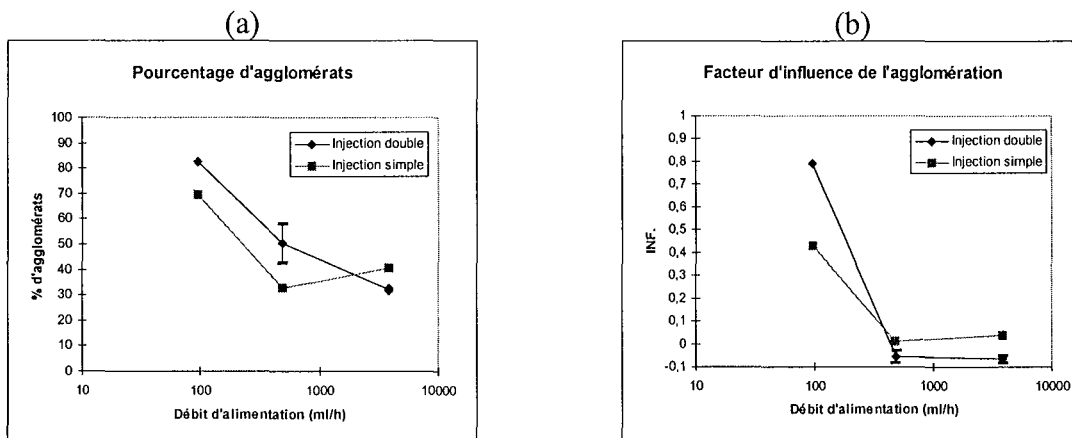 (a)
Pourcentage d'agglomérats
100
90
80
70
60
50
40
30
20
10
0
% d'agglomérats
Injection double
Injection simple
10
100
1000
10000
Débit d'alimentation (ml/h)
(b)
Facteur d'influence de l'agglomération
1
0,9
0,8
0,7
0,6
0,5
0,4
0,3
0,2
0,1
0
-0,1
INF.
Injection double
Injection simple
10
100
1000
10000
Débit d'alimentation (ml/h)